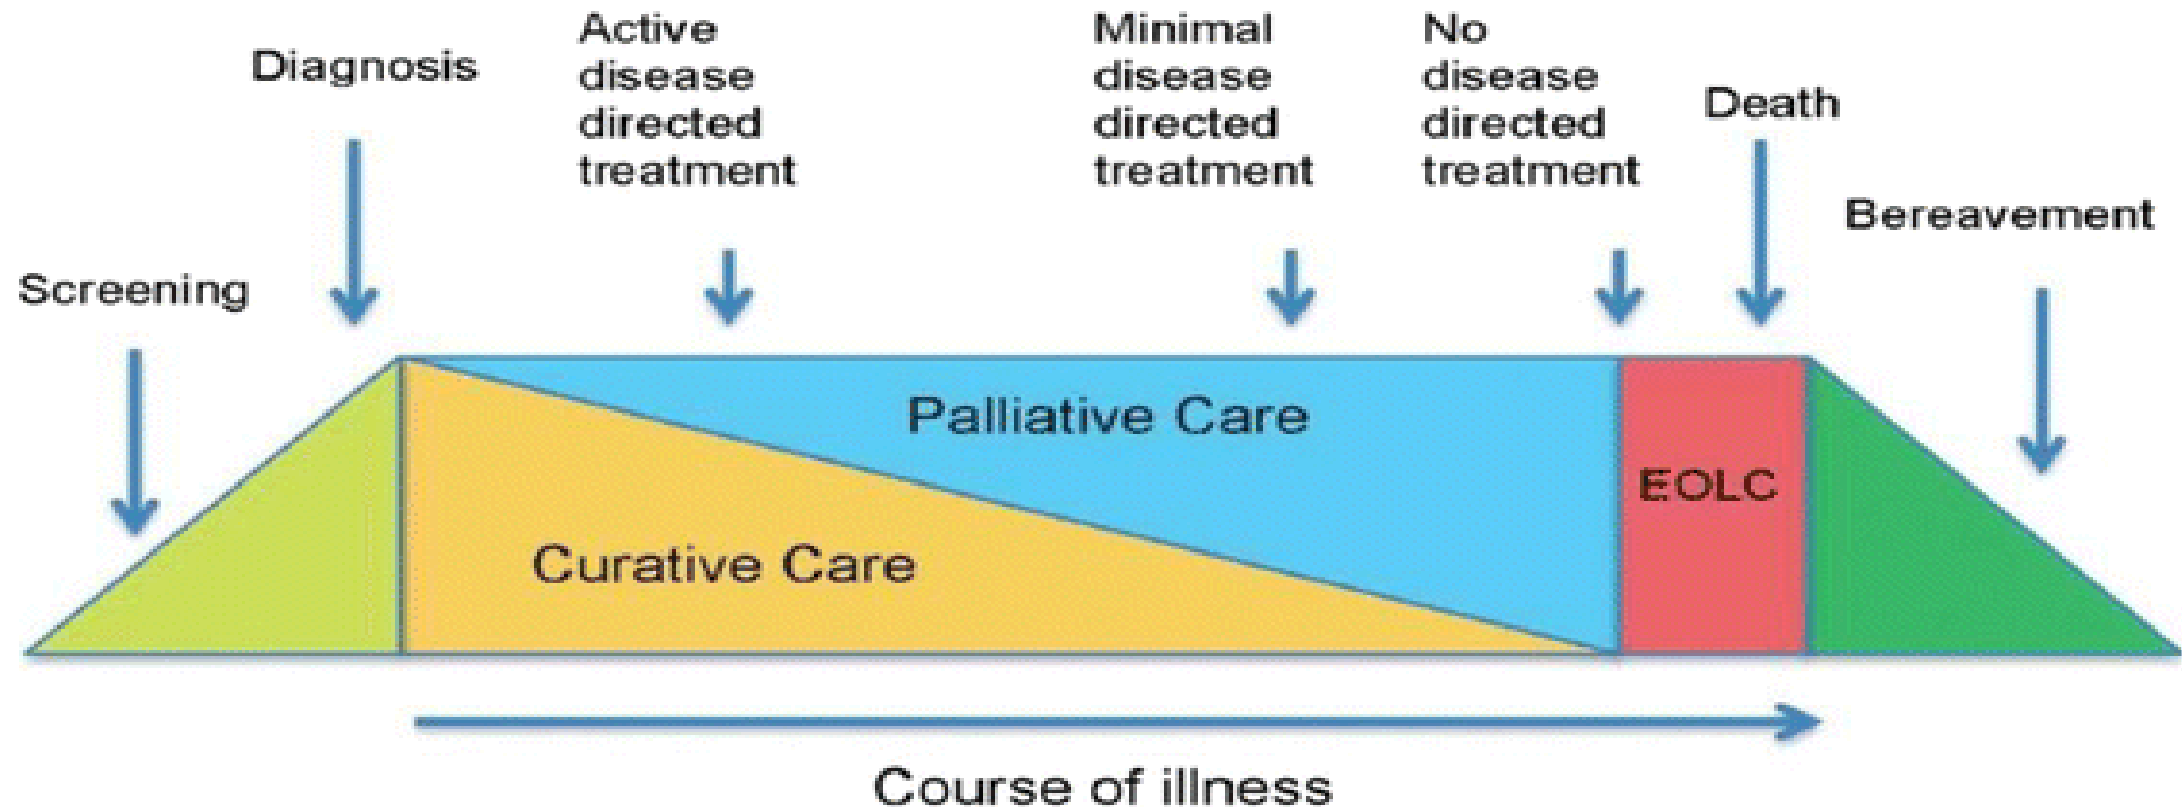 Screening
Diagnosis
Active
disease
directed
treatment
Minimal
disease
directed
treatment
No
disease
directed
treatment
Death
Bereavement
Palliative Care
Curative Care
EOLC
Course of illness